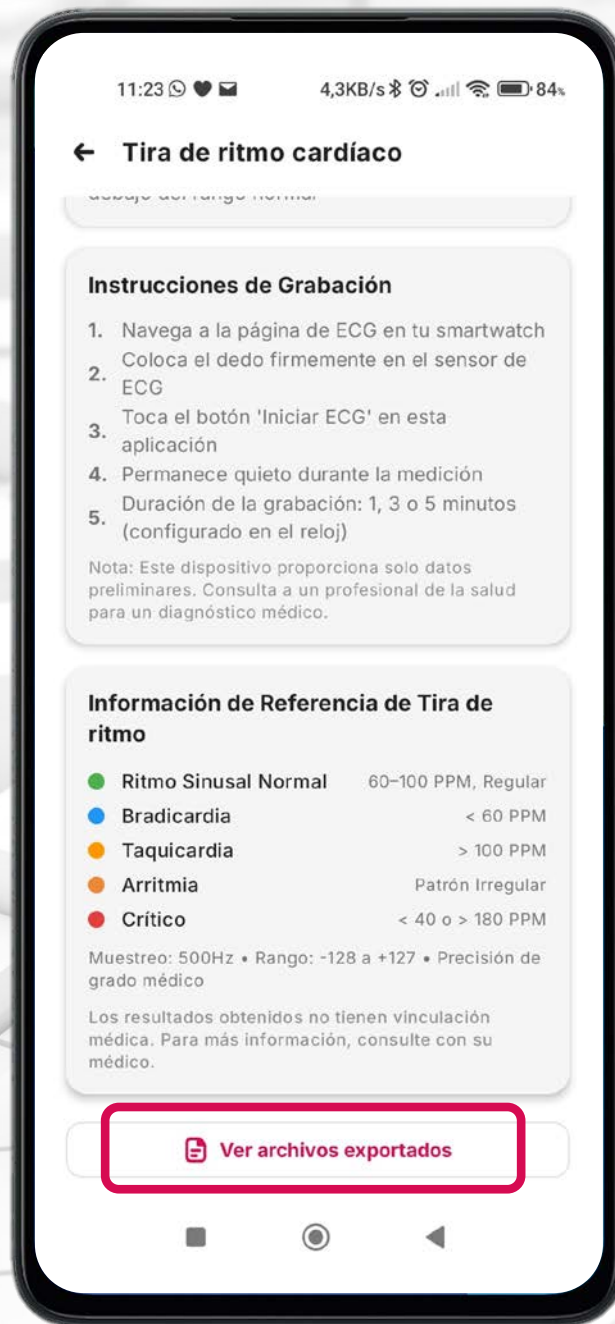 11:23
4,3KB/s
84%
Tira de ritmo cardíaco
debajo del rango normal
Instrucciones de Grabación
1. Navega a la página de ECG en tu smartwatch
2. Coloca el dedo firmemente en el sensor de
ECG
3. Toca el botón 'Iniciar ECG' en esta
aplicación
4. Permanece quieto durante la medición
5. Duración de la grabación: 1, 3 o 5 minutos
(configurado en el reloj)
Nota: Este dispositivo proporciona solo datos
preliminares. Consulta a un profesional de la salud
para un diagnóstico médico.
Información de Referencia de Tira de
ritmo
Ritmo Sinusal Normal 60–100 PPM, Regular
Bradicardia < 60 PPM
Taquicardia > 100 PPM
Arritmia Patrón Irregular
Crítico < 40 o > 180 PPM
Muestreo: 500Hz • Rango: -128 a +127 • Precisión de
grado médico
Los resultados obtenidos no tienen vinculación
médica. Para más información, consulte con su
médico.
Ver archivos exportados